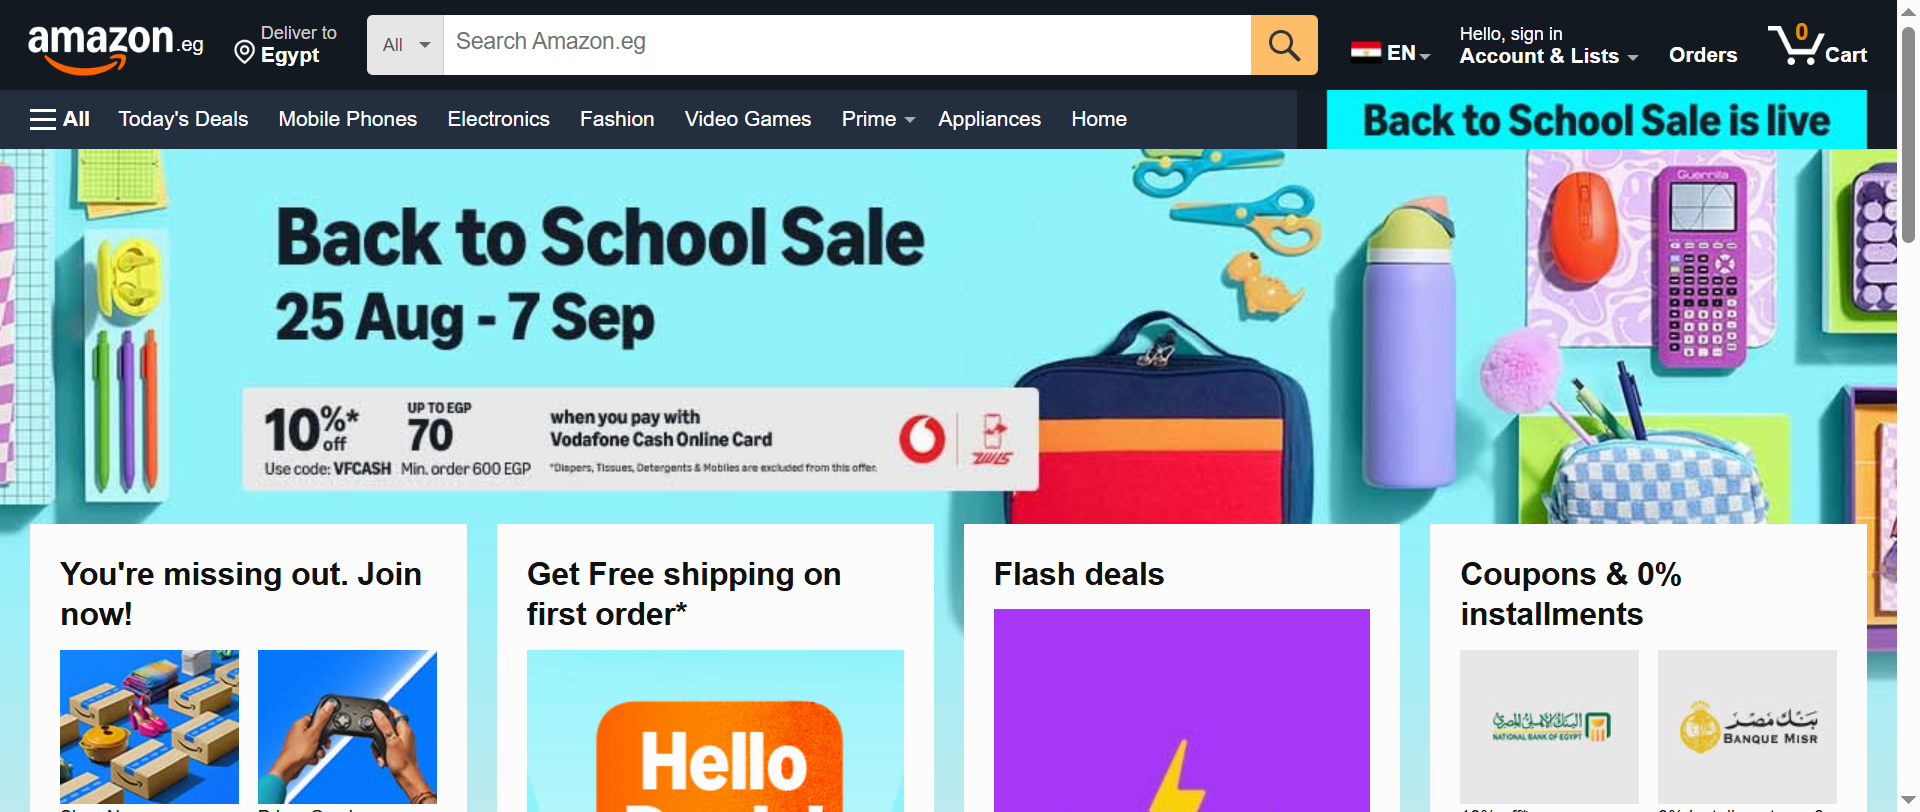 amazon.eg
Deliver to
Egypt
All
Search Amazon.eg
EN
Hello, sign in
Account & Lists
Orders
0
Cart
All
Today's Deals
Mobile Phones
Electronics
Fashion
Video Games
Prime
Appliances
Home
Back to School Sale is live
Back to School Sale
25 Aug - 7 Sep
10%* off
Use code: VFCASH
UP TO EGP
70
Min. order 600 EGP
when you pay with
Vodafone Cash Online Card
*Diapers, Tissues, Detergents & Mobiles are excluded from this offer.
Guerrilla
You're missing out. Join
now!
Get Free shipping on
first order*
Hello
Flash deals
Coupons & 0%
installments
البنك الأهلي المصري
NATIONAL BANK OF EGYPT
بنك مصر
BANQUE MISR